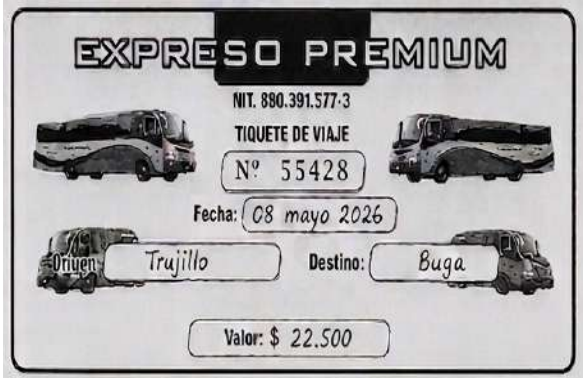 EXPRESO PREMIUM
NIT. 880.391.577-3
TIQUETE DE VIAJE
Nº 55428
Fecha: 08 mayo 2026
Origen Trujillo Destino: Buga
Valor: $ 22.500